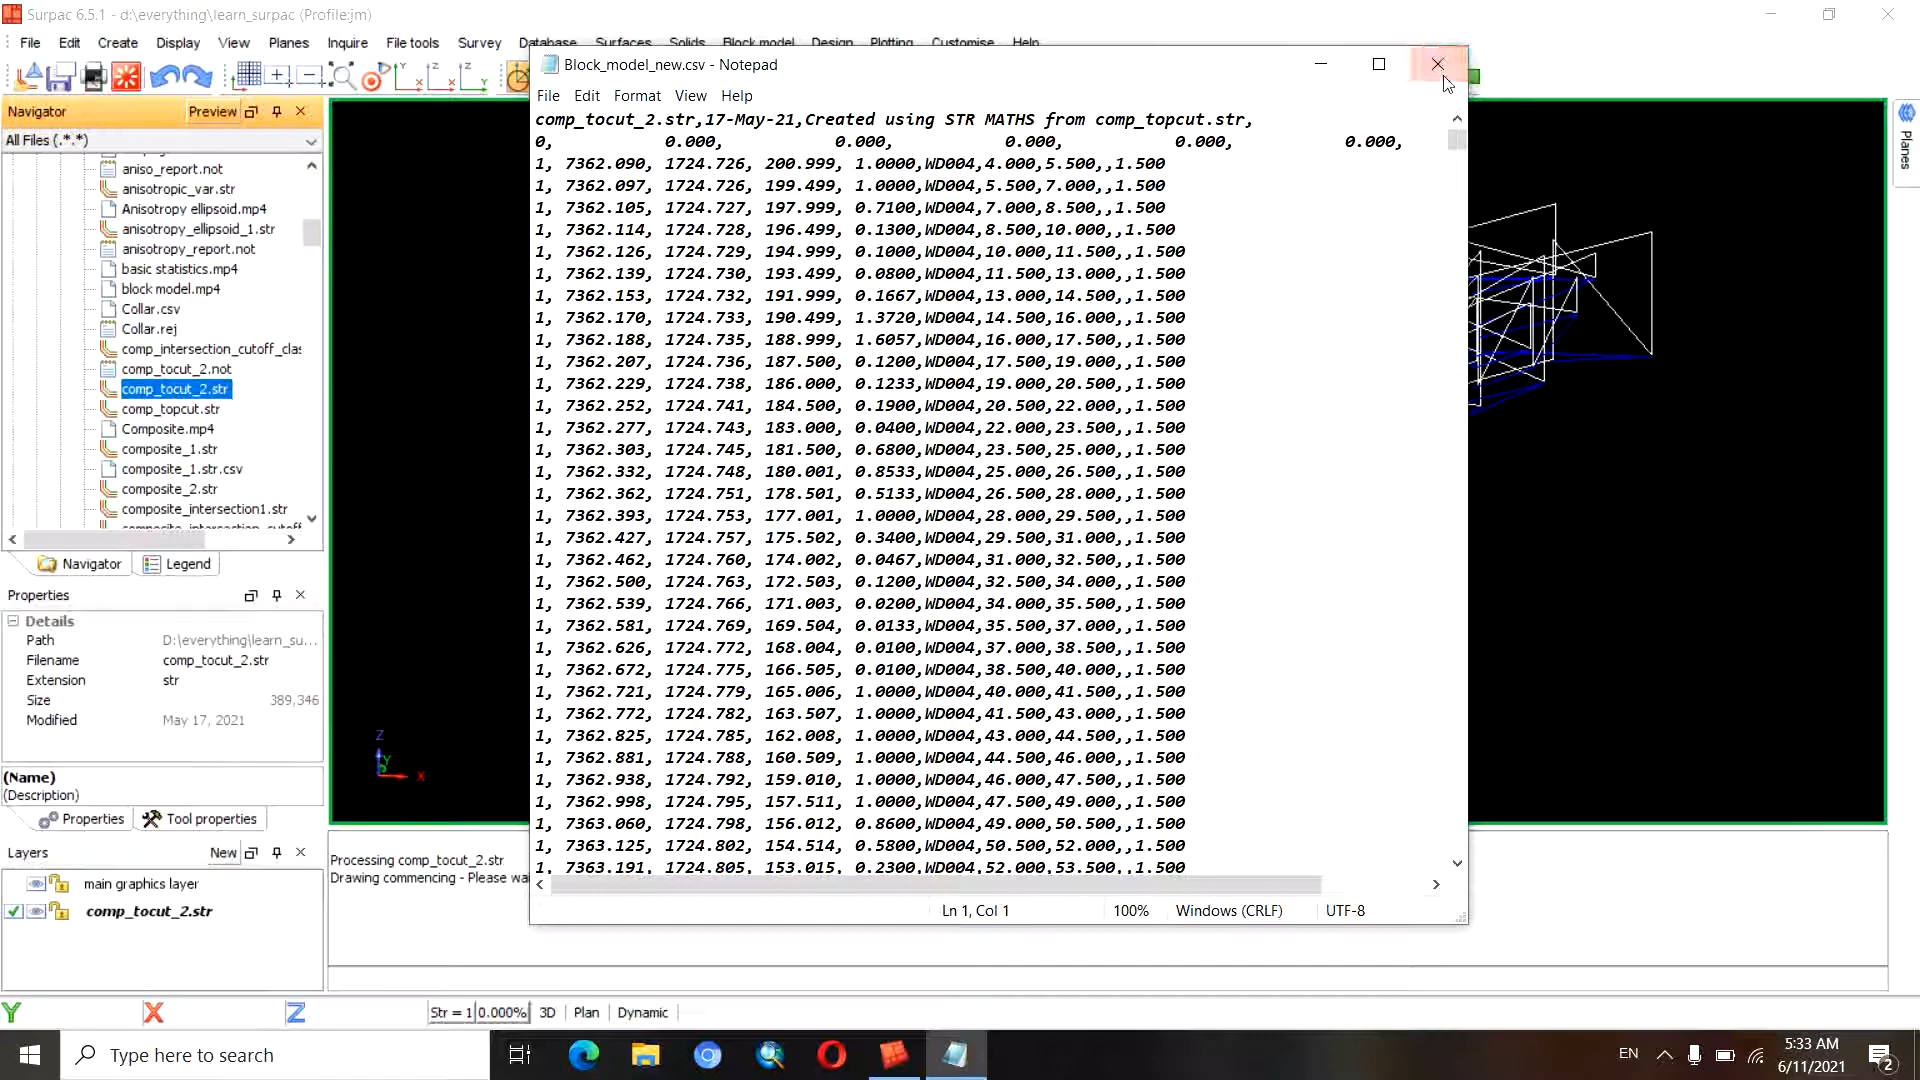 Surpac 6.5.1 - d:\everything\learn_surpac (Profile:jm)
File Edit Create Display View Planes Inquire File tools Survey Database Surfaces Solids Block model Design Plotting Customise Help
Navigator Preview
All Files (.*.*)
aniso_report.not
anisotropic_var.str
Anisotropy ellipsoid.mp4
anisotropy_ellipsoid_1.str
anisotropy_report.not
basic statistics.mp4
block model.mp4
Collar.csv
Collar.rej
comp_intersection_cutoff_clas
comp_tocut_2.not
comp_tocut_2.str
comp_topcut.str
Composite.mp4
composite_1.str
composite_1.str.csv
composite_2.str
composite_intersection1.str
Navigator Legend
Properties
Details
Path D:\everything\learn_su...
Filename comp_tocut_2.str
Extension str
Size 389,346
Modified May 17, 2021
(Name)
(Description)
Properties Tool properties
Layers New
main graphics layer
comp_tocut_2.str
Z
Y
X
Processing comp_tocut_2.str
Drawing commencing - Please wai
Block_model_new.csv - Notepad
File Edit Format View Help
comp_tocut_2.str,17-May-21,Created using STR MATHS from comp_topcut.str,
0, 0.000, 0.000, 0.000, 0.000, 0.000,
1, 7362.090, 1724.726, 200.999, 1.0000,WD004,4.000,5.500,,1.500
1, 7362.097, 1724.726, 199.499, 1.0000,WD004,5.500,7.000,,1.500
1, 7362.105, 1724.727, 197.999, 0.7100,WD004,7.000,8.500,,1.500
1, 7362.114, 1724.728, 196.499, 0.1300,WD004,8.500,10.000,,1.500
1, 7362.126, 1724.729, 194.999, 0.1000,WD004,10.000,11.500,,1.500
1, 7362.139, 1724.730, 193.499, 0.0800,WD004,11.500,13.000,,1.500
1, 7362.153, 1724.732, 191.999, 0.1667,WD004,13.000,14.500,,1.500
1, 7362.170, 1724.733, 190.499, 1.3720,WD004,14.500,16.000,,1.500
1, 7362.188, 1724.735, 188.999, 1.6057,WD004,16.000,17.500,,1.500
1, 7362.207, 1724.736, 187.500, 0.1200,WD004,17.500,19.000,,1.500
1, 7362.229, 1724.738, 186.000, 0.1233,WD004,19.000,20.500,,1.500
1, 7362.252, 1724.741, 184.500, 0.1900,WD004,20.500,22.000,,1.500
1, 7362.277, 1724.743, 183.000, 0.0400,WD004,22.000,23.500,,1.500
1, 7362.303, 1724.745, 181.500, 0.6800,WD004,23.500,25.000,,1.500
1, 7362.332, 1724.748, 180.001, 0.8533,WD004,25.000,26.500,,1.500
1, 7362.362, 1724.751, 178.501, 0.5133,WD004,26.500,28.000,,1.500
1, 7362.393, 1724.753, 177.001, 1.0000,WD004,28.000,29.500,,1.500
1, 7362.427, 1724.757, 175.502, 0.3400,WD004,29.500,31.000,,1.500
1, 7362.462, 1724.760, 174.002, 0.0467,WD004,31.000,32.500,,1.500
1, 7362.500, 1724.763, 172.503, 0.1200,WD004,32.500,34.000,,1.500
1, 7362.539, 1724.766, 171.003, 0.0200,WD004,34.000,35.500,,1.500
1, 7362.581, 1724.769, 169.504, 0.0133,WD004,35.500,37.000,,1.500
1, 7362.626, 1724.772, 168.004, 0.0100,WD004,37.000,38.500,,1.500
1, 7362.672, 1724.775, 166.505, 0.0100,WD004,38.500,40.000,,1.500
1, 7362.721, 1724.779, 165.006, 1.0000,WD004,40.000,41.500,,1.500
1, 7362.772, 1724.782, 163.507, 1.0000,WD004,41.500,43.000,,1.500
1, 7362.825, 1724.785, 162.008, 1.0000,WD004,43.000,44.500,,1.500
1, 7362.881, 1724.788, 160.509, 1.0000,WD004,44.500,46.000,,1.500
1, 7362.938, 1724.792, 159.010, 1.0000,WD004,46.000,47.500,,1.500
1, 7362.998, 1724.795, 157.511, 1.0000,WD004,47.500,49.000,,1.500
1, 7363.060, 1724.798, 156.012, 0.8600,WD004,49.000,50.500,,1.500
1, 7363.125, 1724.802, 154.514, 0.5800,WD004,50.500,52.000,,1.500
1, 7363.191, 1724.805, 153.015, 0.2300,WD004,52.000,53.500,,1.500
Ln 1, Col 1 100% Windows (CRLF) UTF-8
Planes
Y X Z Str = 1 0.000% 3D Plan Dynamic
Type here to search
EN
5:33 AM
6/11/2021
2